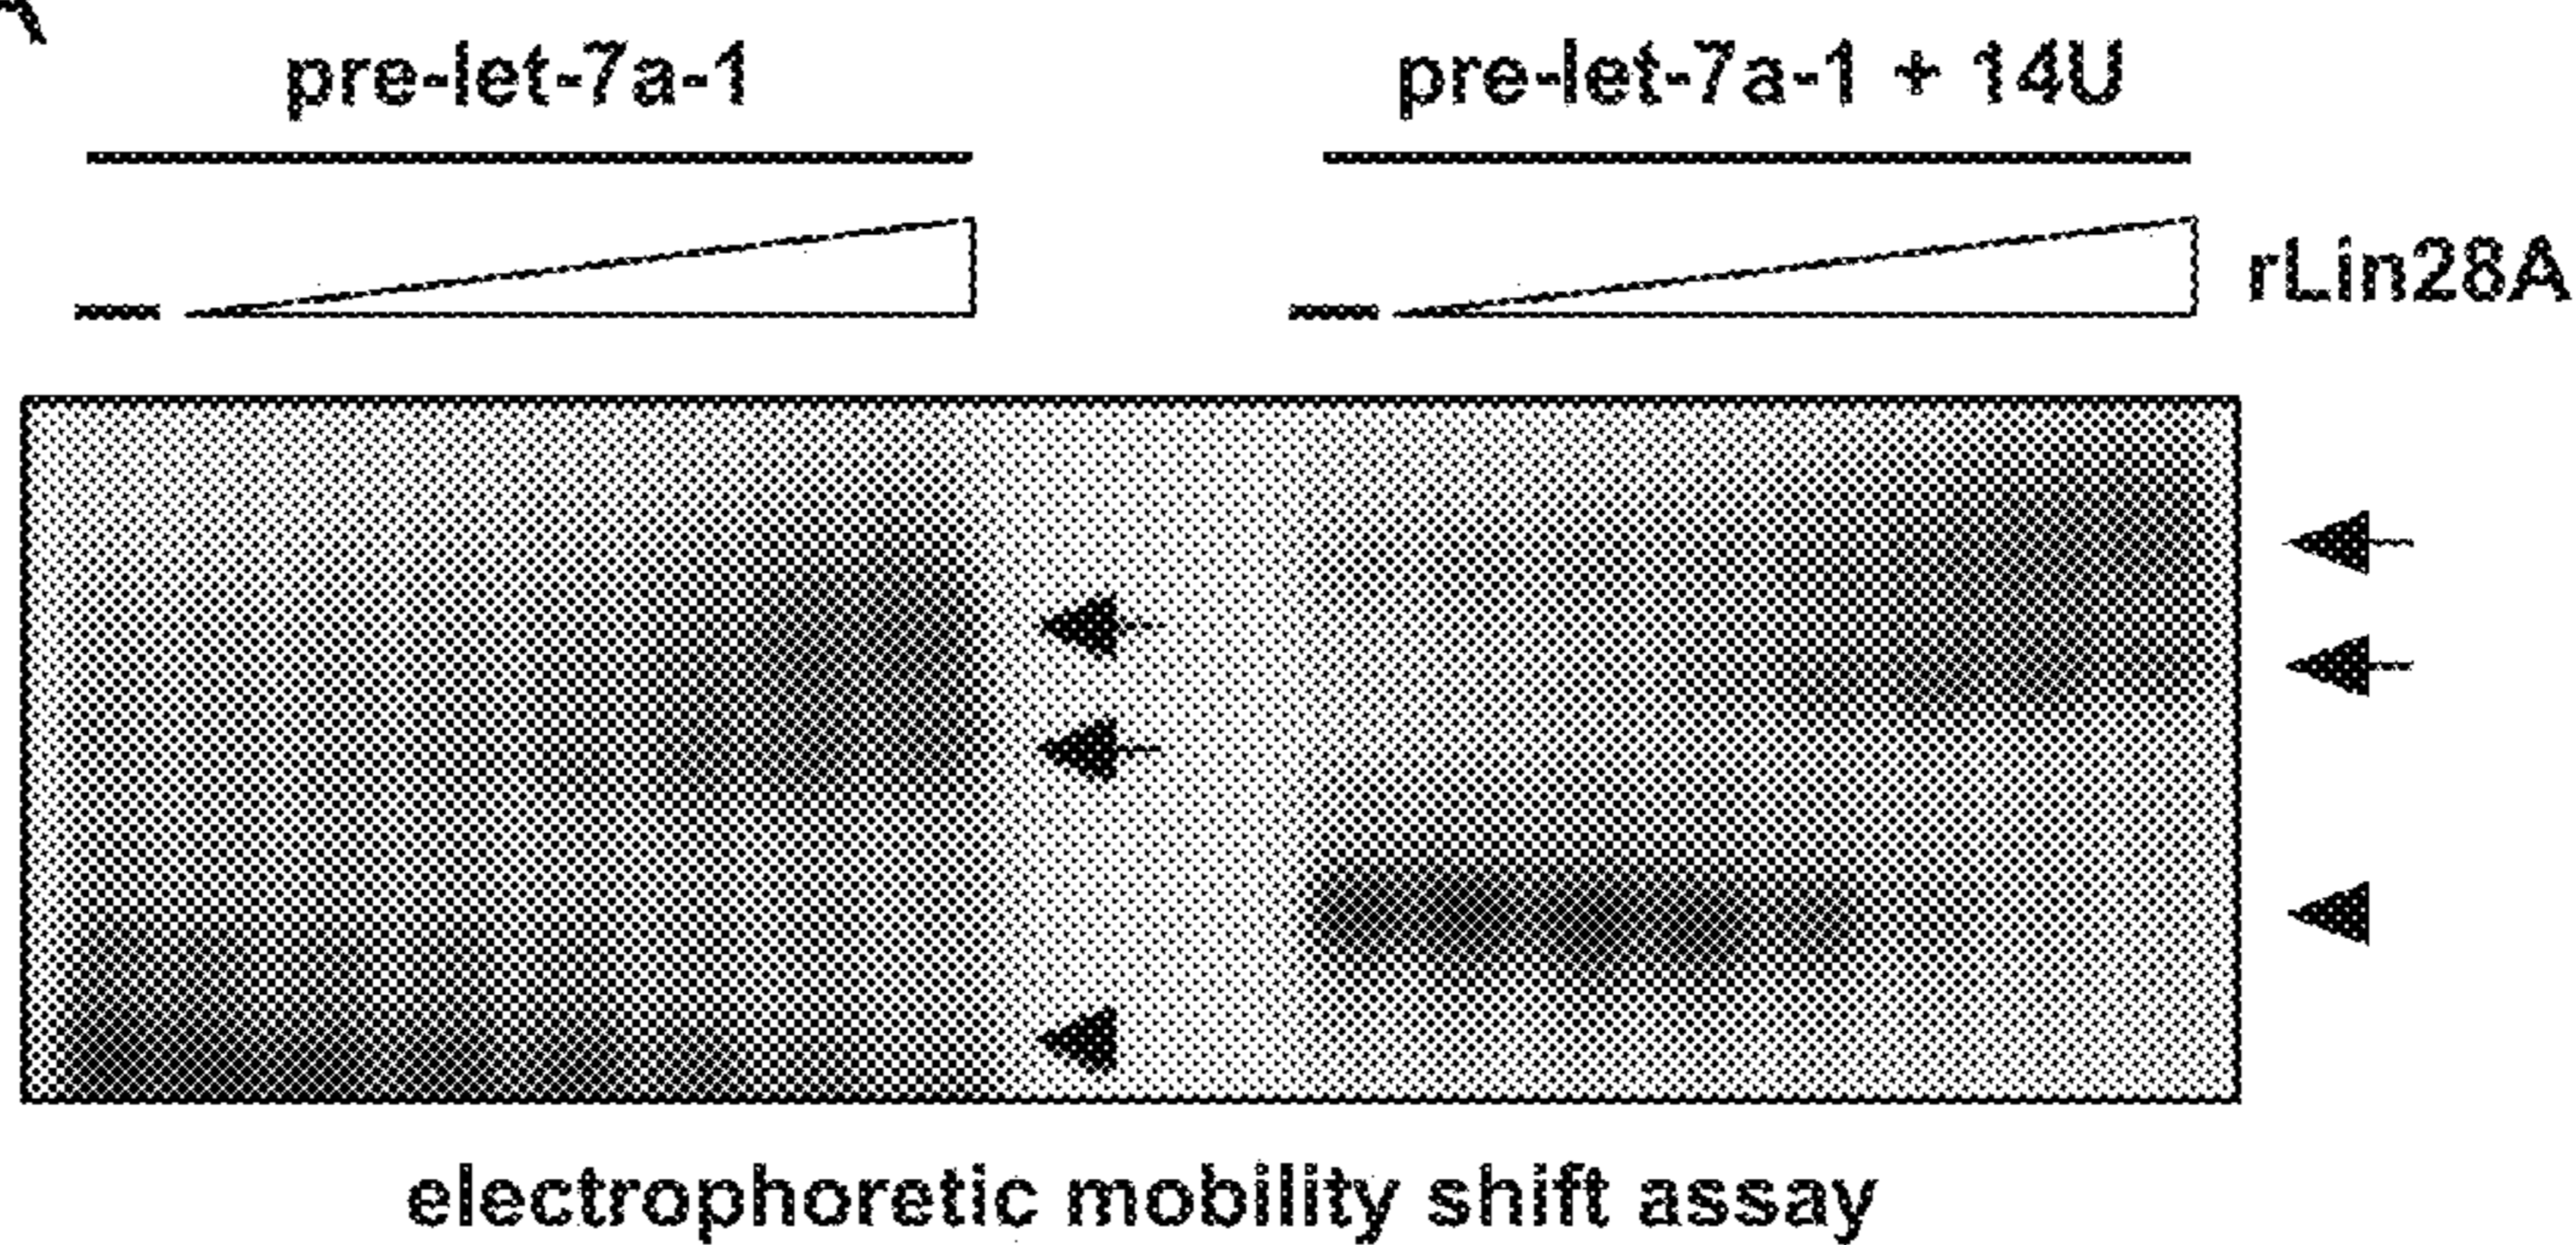 pre-let-7a-1 pre-let-7a-1 + 14U
rLin28A
electrophoretic mobility shift assay